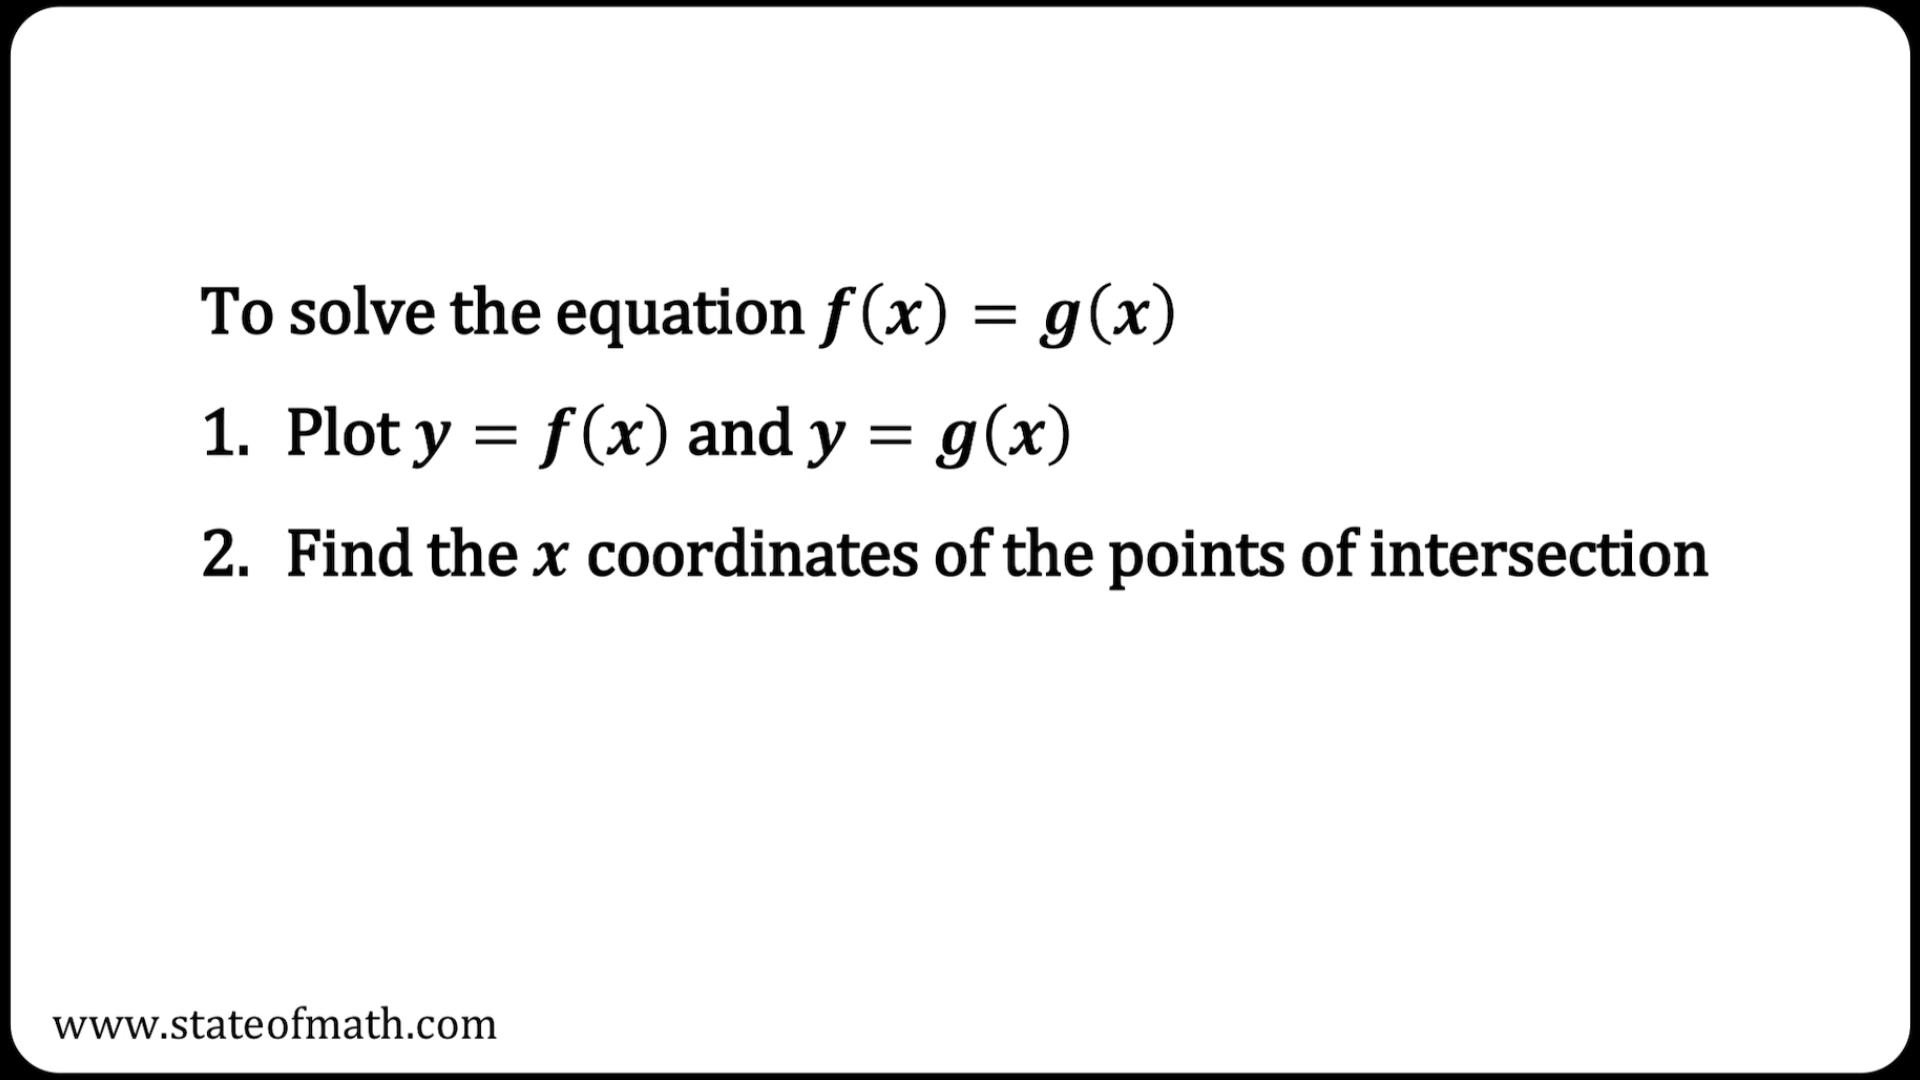 To solve the equation f(x) = g(x)
1. Plot y = f(x) and y = g(x)
2. Find the x coordinates of the points of intersection
www.stateofmath.com